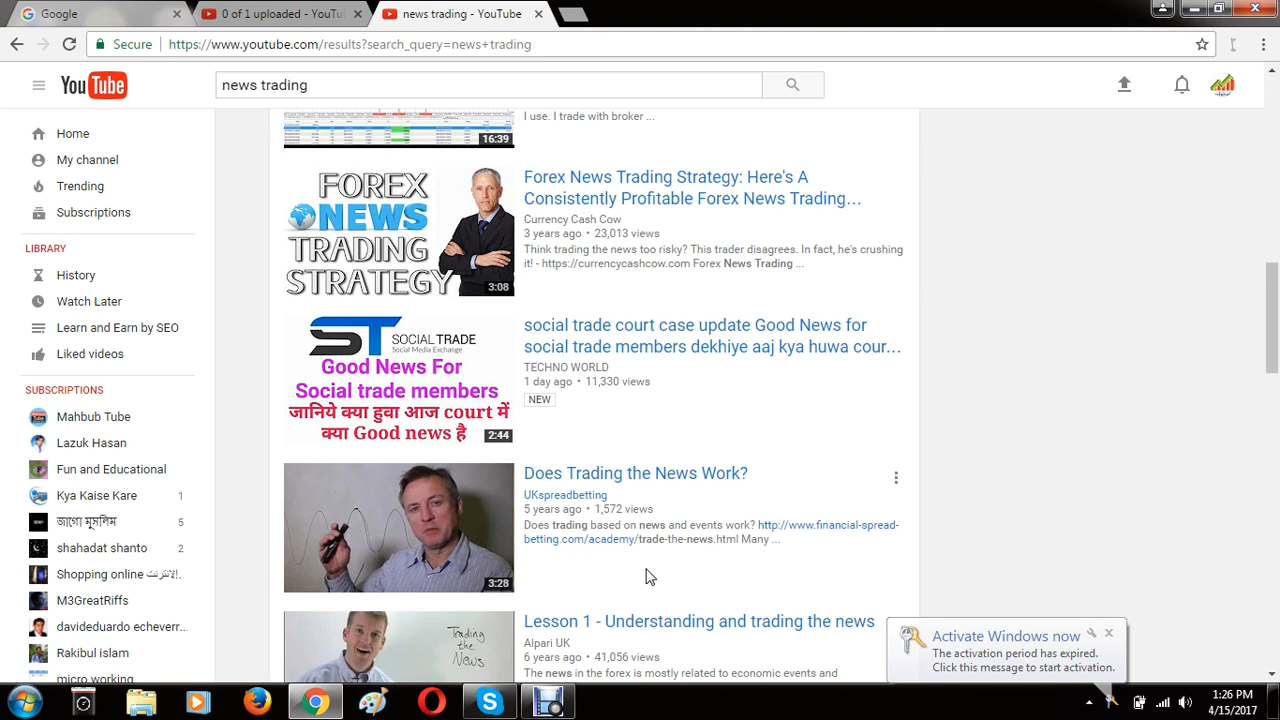 Google
0 of 1 uploaded - YouTu
news trading - YouTube
Secure
https://www.youtube.com/results?search_query=news+trading
YouTube
news trading
Home
My channel
Trending
Subscriptions
LIBRARY
History
Watch Later
Learn and Earn by SEO
Liked videos
SUBSCRIPTIONS
Mahbub Tube
Lazuk Hasan
Fun and Educational
Kya Kaise Kare 1
জাগো মুসলিম 5
shahadat shanto 2
Shopping online الإنترنت..
M3GreatRiffs
davideduardo echeverr...
Rakibul islam
micro working
16:39
I use. I trade with broker ...
FOREX
NEWS
TRADING
STRATEGY
3:08
Forex News Trading Strategy: Here's A
Consistently Profitable Forex News Trading…
Currency Cash Cow
3 years ago • 23,013 views
Think trading the news too risky? This trader disagrees. In fact, he's crushing
it! - https://currencycashcow.com Forex News Trading ...
ST SOCIAL TRADE
Social Media Exchange
Good News For
Social trade members
जानिये क्या हुवा आज court में
क्या Good news है
2:44
social trade court case update Good News for
social trade members dekhiye aaj kya huwa cour…
TECHNO WORLD
1 day ago • 11,330 views
NEW
3:28
Does Trading the News Work?
UKspreadbetting
5 years ago • 1,572 views
Does trading based on news and events work? http://www.financial-spread-
betting.com/academy/trade-the-news.html Many ...
Trading
the
News
Lesson 1 - Understanding and trading the news
Alpari UK
6 years ago • 41,056 views
The news in the forex is mostly related to economic events and
Activate Windows now
The activation period has expired.
Click this message to start activation.
1:26 PM
4/15/2017